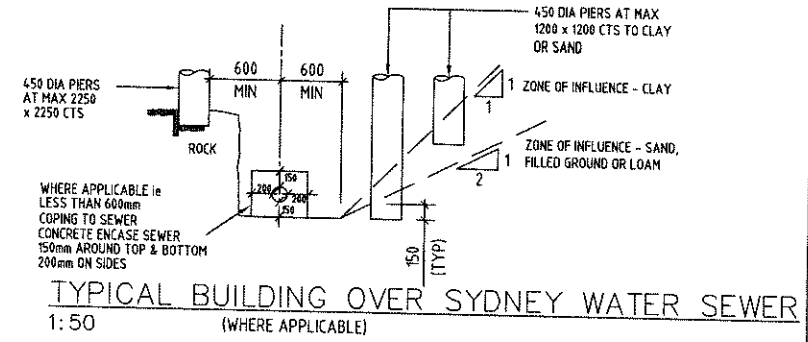 450 DIA PIERS AT MAX
1200 x 1200 CTS TO CLAY
OR SAND
450 DIA PIERS
AT MAX 2250
x 2250 CTS
600
MIN
600
MIN
1
1
ZONE OF INFLUENCE - CLAY
ROCK
ZONE OF INFLUENCE - SAND,
FILLED GROUND OR LOAM
1
2
WHERE APPLICABLE ie
LESS THAN 600mm
COPING TO SEWER
CONCRETE ENCASE SEWER
150mm AROUND TOP & BOTTOM
200mm ON SIDES
150
200
200
150
150
(TYP)
TYPICAL BUILDING OVER SYDNEY WATER SEWER
1:50
(WHERE APPLICABLE)